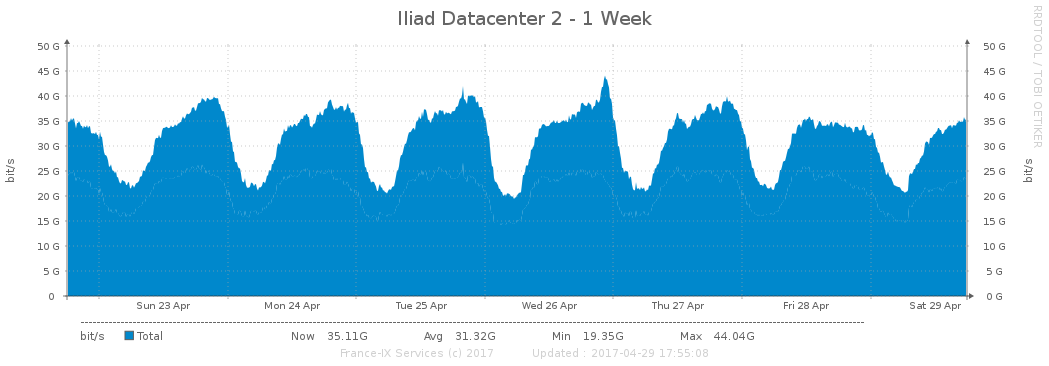 Iliad Datacenter 2 - 1 Week
RRDTOOL / TOBI OETIKER
50 G 50 G
45 G 45 G
40 G 40 G
35 G 35 G
30 G 30 G
25 G 25 G
20 G 20 G
15 G 15 G
10 G 10 G
5 G 5 G
0 0 G
bit/s bit/s
Sun 23 Apr Mon 24 Apr Tue 25 Apr Wed 26 Apr Thu 27 Apr Fri 28 Apr Sat 29 Apr
bit/s Total Now 35.11G Avg 31.32G Min 19.35G Max 44.04G
France-IX Services (c) 2017 Updated : 2017-04-29 17:55:08